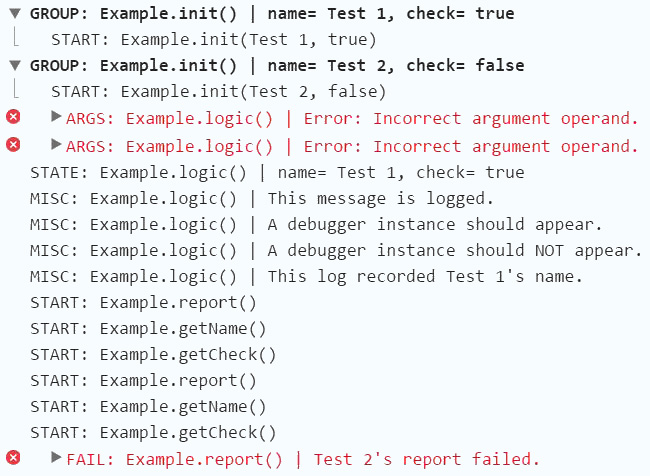 GROUP: Example.init() | name= Test 1, check= true
START: Example.init(Test 1, true)
GROUP: Example.init() | name= Test 2, check= false
START: Example.init(Test 2, false)
ARGS: Example.logic() | Error: Incorrect argument operand.
ARGS: Example.logic() | Error: Incorrect argument operand.
STATE: Example.logic() | name= Test 1, check= true
MISC: Example.logic() | This message is logged.
MISC: Example.logic() | A debugger instance should appear.
MISC: Example.logic() | A debugger instance should NOT appear.
MISC: Example.logic() | This log recorded Test 1's name.
START: Example.report()
START: Example.getName()
START: Example.getCheck()
START: Example.report()
START: Example.getName()
START: Example.getCheck()
FAIL: Example.report() | Test 2's report failed.